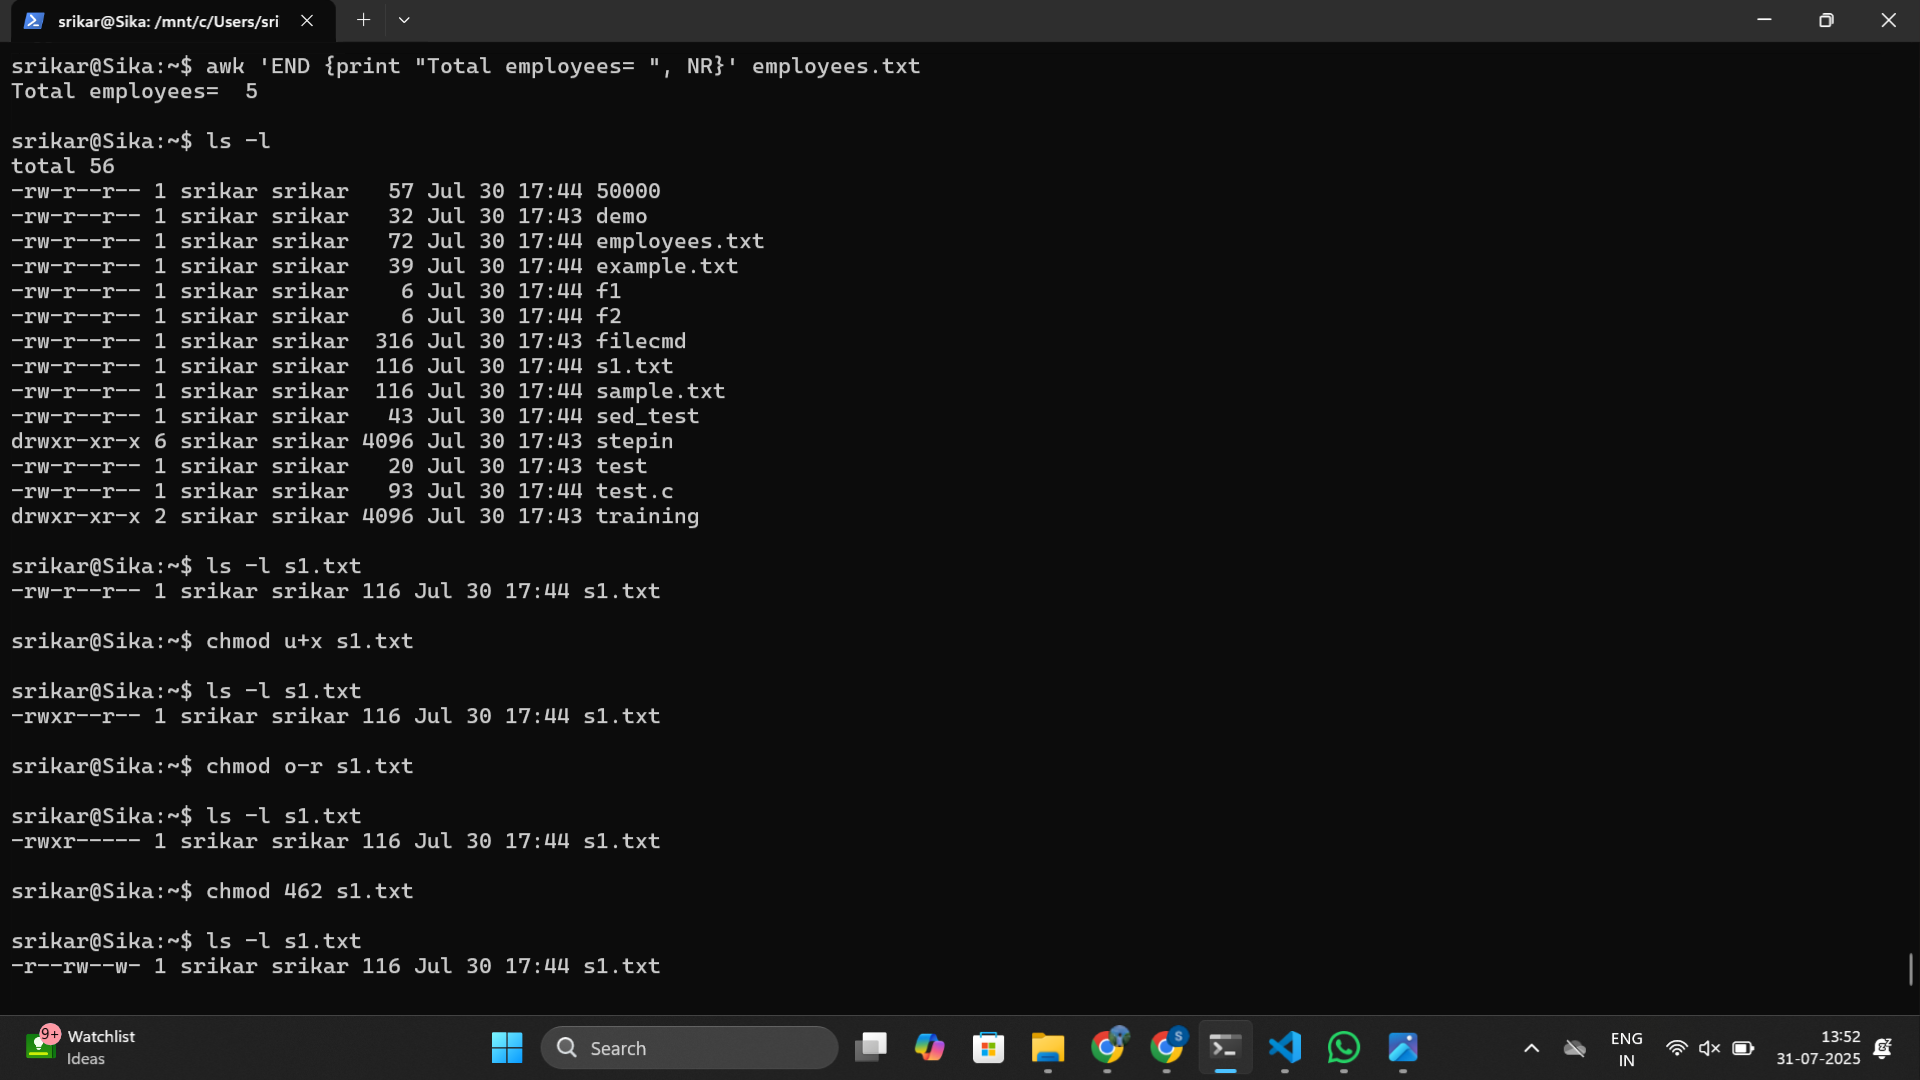 srikar@Sika: /mnt/c/Users/sri
srikar@Sika:~$ awk 'END {print "Total employees= ", NR}' employees.txt
Total employees=  5
srikar@Sika:~$ ls -l
total 56
-rw-r--r-- 1 srikar srikar   57 Jul 30 17:44 50000
-rw-r--r-- 1 srikar srikar   32 Jul 30 17:43 demo
-rw-r--r-- 1 srikar srikar   72 Jul 30 17:44 employees.txt
-rw-r--r-- 1 srikar srikar   39 Jul 30 17:44 example.txt
-rw-r--r-- 1 srikar srikar    6 Jul 30 17:44 f1
-rw-r--r-- 1 srikar srikar    6 Jul 30 17:44 f2
-rw-r--r-- 1 srikar srikar  316 Jul 30 17:43 filecmd
-rw-r--r-- 1 srikar srikar  116 Jul 30 17:44 s1.txt
-rw-r--r-- 1 srikar srikar  116 Jul 30 17:44 sample.txt
-rw-r--r-- 1 srikar srikar   43 Jul 30 17:44 sed_test
drwxr-xr-x 6 srikar srikar 4096 Jul 30 17:43 stepin
-rw-r--r-- 1 srikar srikar   20 Jul 30 17:43 test
-rw-r--r-- 1 srikar srikar   93 Jul 30 17:44 test.c
drwxr-xr-x 2 srikar srikar 4096 Jul 30 17:43 training
srikar@Sika:~$ ls -l s1.txt
-rw-r--r-- 1 srikar srikar 116 Jul 30 17:44 s1.txt
srikar@Sika:~$ chmod u+x s1.txt
srikar@Sika:~$ ls -l s1.txt
-rwxr--r-- 1 srikar srikar 116 Jul 30 17:44 s1.txt
srikar@Sika:~$ chmod o-r s1.txt
srikar@Sika:~$ ls -l s1.txt
-rwxr----- 1 srikar srikar 116 Jul 30 17:44 s1.txt
srikar@Sika:~$ chmod 462 s1.txt
srikar@Sika:~$ ls -l s1.txt
-r--rw--w- 1 srikar srikar 116 Jul 30 17:44 s1.txt
9+
Watchlist
Ideas
Search
S
ENG
IN
13:52
31-07-2025